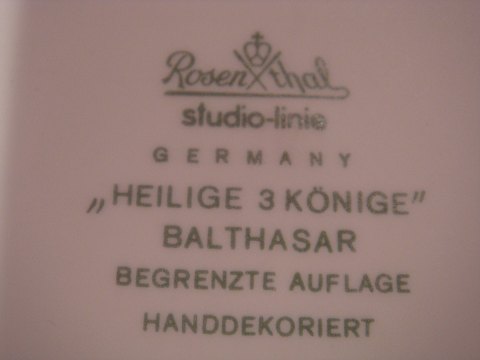 Rosenthal
studio-linie
GERMANY
„HEILIGE 3 KÖNIGE"
BALTHASAR
BEGRENZTE AUFLAGE
HANDDEKORIERT